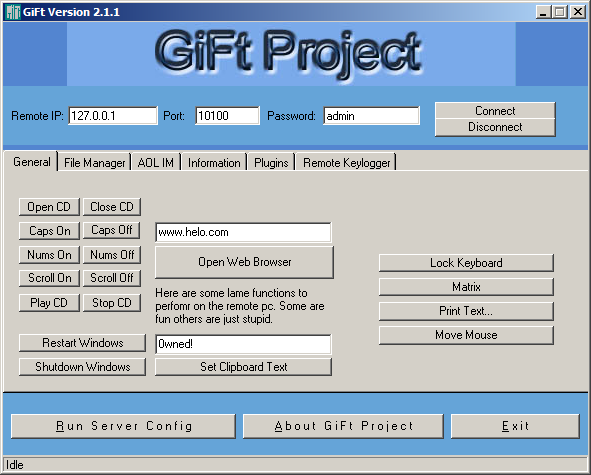 GiFt Version 2.1.1
GiFt Project
Remote IP: 127.0.0.1 Port: 10100 Password: admin
Connect
Disconnect
General File Manager AOL IM Information Plugins Remote Keylogger
Open CD Close CD
Caps On Caps Off
www.helo.com
Nums On Nums Off
Open Web Browser
Lock Keyboard
Scroll On Scroll Off
Matrix
Play CD Stop CD
Here are some lame functions to
perfomr on the remote pc. Some are
fun others are just stupid.
Print Text...
Move Mouse
Restart Windows
0wned!
Shutdown Windows
Set Clipboard Text
Run Server Config
About GiFt Project
Exit
Idle